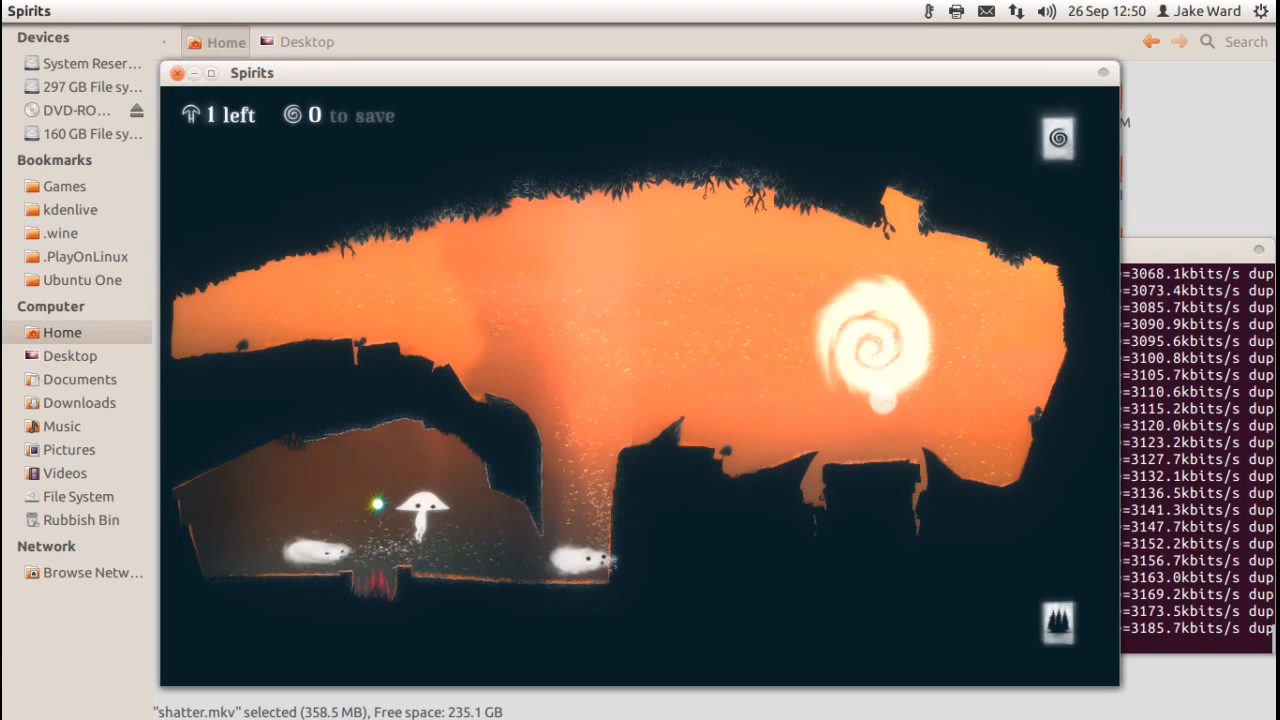 Spirits
26 Sep 12:50 Jake Ward
Devices
System Reser...
297 GB File sy...
DVD-RO...
160 GB File sy...
Bookmarks
Games
kdenlive
.wine
.PlayOnLinux
Ubuntu One
Computer
Home
Desktop
Documents
Downloads
Music
Pictures
Videos
File System
Rubbish Bin
Network
Browse Netw...
Home
Desktop
Search
Spirits
1 left
0 to save
M
=3068.1kbits/s dup
=3073.4kbits/s dup
=3085.7kbits/s dup
=3090.9kbits/s dup
=3095.6kbits/s dup
=3100.8kbits/s dup
=3105.7kbits/s dup
=3110.6kbits/s dup
=3115.2kbits/s dup
=3120.0kbits/s dup
=3123.2kbits/s dup
=3127.7kbits/s dup
=3132.1kbits/s dup
=3136.5kbits/s dup
=3141.3kbits/s dup
=3147.7kbits/s dup
=3152.2kbits/s dup
=3156.7kbits/s dup
=3163.0kbits/s dup
=3169.2kbits/s dup
=3173.5kbits/s dup
=3185.7kbits/s dup
"shatter.mkv" selected (358.5 MB), Free space: 235.1 GB